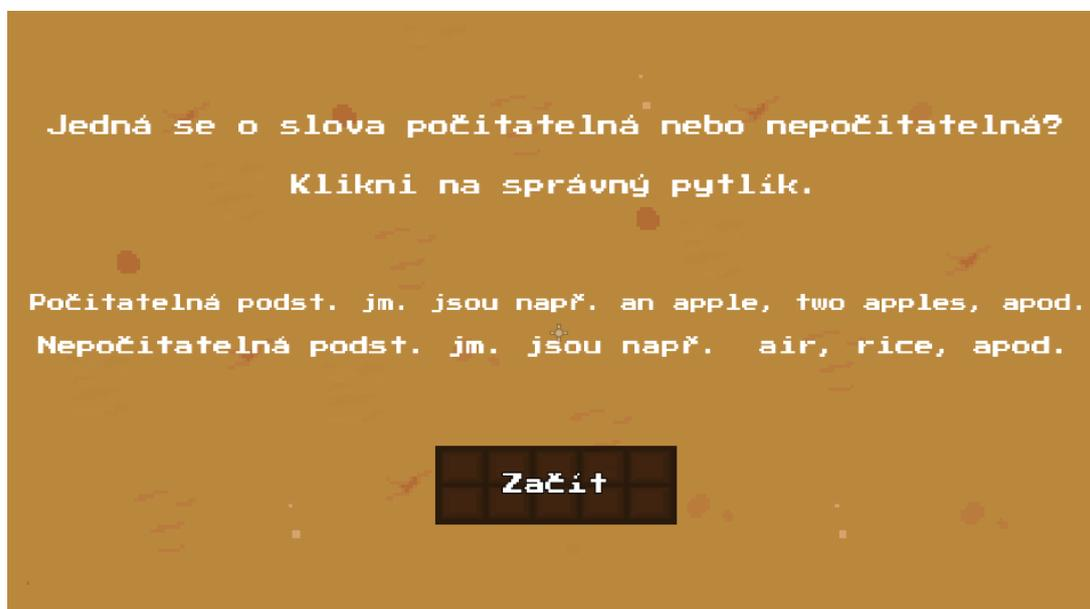 Jedná se o slova počitatelná nebo nepočitatelná?
Klikni na správný pytlík.
Počitatelná podst. jm. jsou např. an apple, two apples, apod.
Nepočitatelná podst. jm. jsou např. air, rice, apod.
Začít